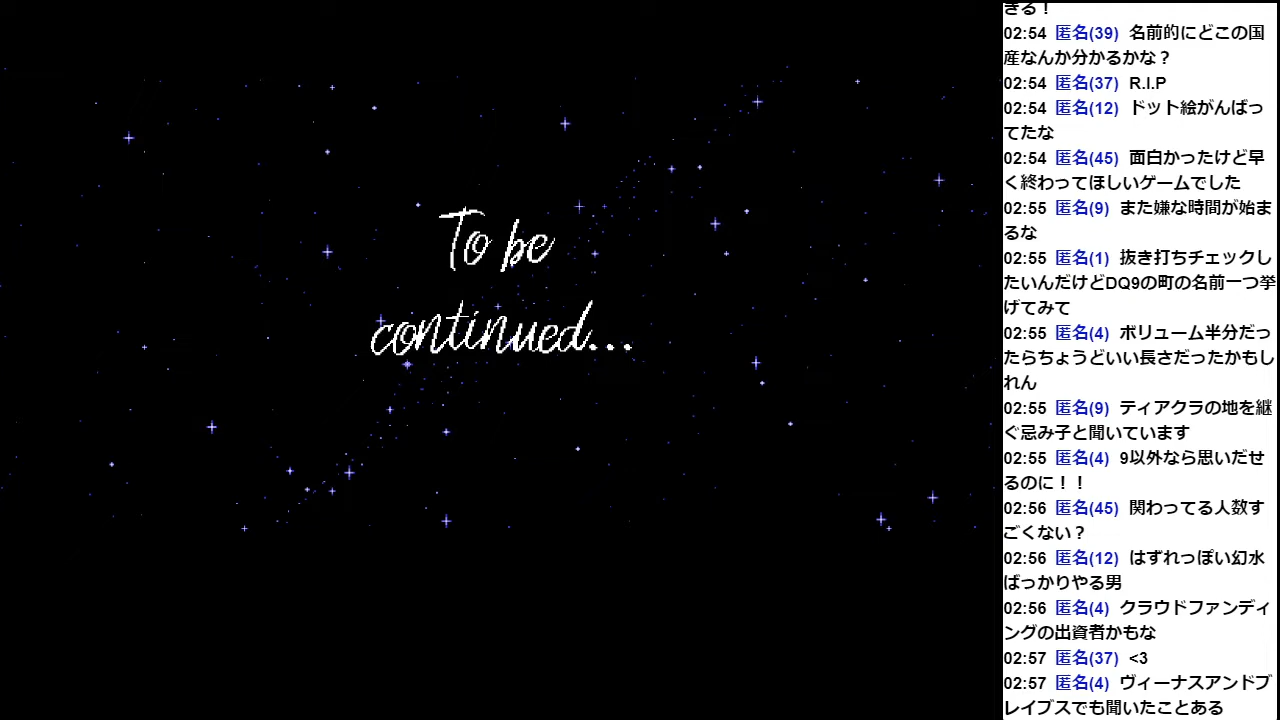 To be
continued...
きる！
02:54 匿名(39) 名前的にどこの国
産なんか分かるかな？
02:54 匿名(37) R.I.P
02:54 匿名(12) ドット絵がんばっ
てたな
02:54 匿名(45) 面白かったけど早
く終わってほしいゲームでした
02:55 匿名(9) また嫌な時間が始ま
るな
02:55 匿名(1) 抜き打ちチェックし
たいんだけどDQ9の町の名前一つ挙
げてみて
02:55 匿名(4) ボリューム半分だっ
たらちょうどいい長さだったかもし
れん
02:55 匿名(9) ティアクラの地を継
ぐ忌み子と聞いています
02:55 匿名(4) 9以外なら思いだせ
るのに！！
02:56 匿名(45) 関わってる人数す
ごくない？
02:56 匿名(12) はずれっぽい幻水
ばっかりやる男
02:56 匿名(4) クラウドファンディ
ングの出資者かもな
02:57 匿名(37) <3
02:57 匿名(4) ヴィーナスアンドブ
レイブスでも聞いたことある